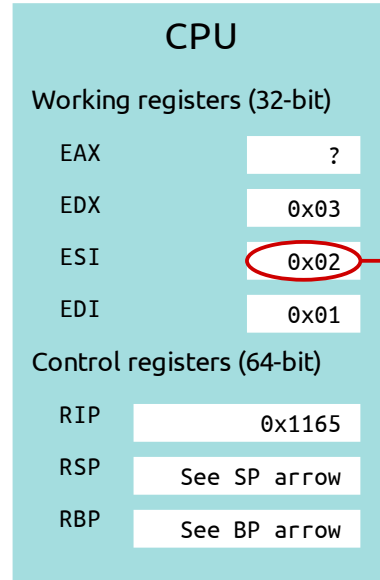 CPU
Working registers (32-bit)
EAX ?
EDX 0x03
ESI 0x02
EDI 0x01
Control registers (64-bit)
RIP 0x1165
RSP See SP arrow
RBP See BP arrow